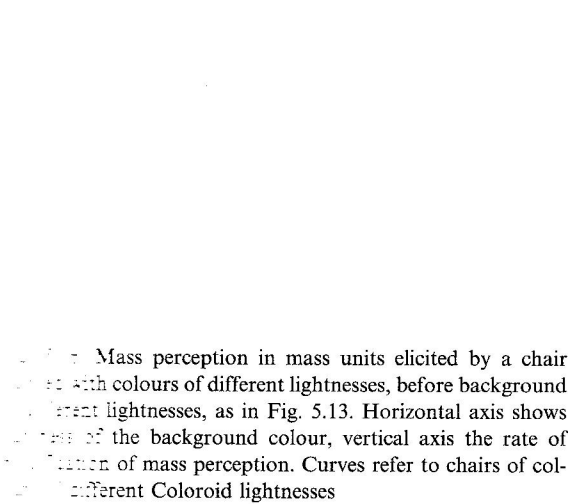 Mass perception in mass units elicited by a chair
with colours of different lightnesses, before background
lightnesses, as in Fig. 5.13. Horizontal axis shows
of the background colour, vertical axis the rate of
of mass perception. Curves refer to chairs of col-
different Coloroid lightnesses